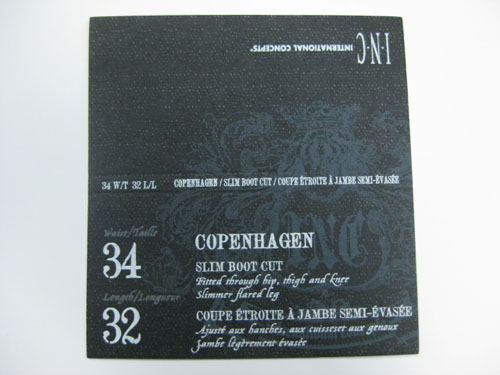 I·N·C
INTERNATIONAL CONCEPTS®
34 W/T 32 L/L COPENHAGEN / SLIM BOOT CUT / COUPE ÉTROITE À JAMBE SEMI-ÉVASÉE
Waist/Taille
34
COPENHAGEN
SLIM BOOT CUT
Fitted through hip, thigh and knee
Slimmer flared leg
Length/Longueur
32
COUPE ÉTROITE À JAMBE SEMI-ÉVASÉE
Ajusté aux hanches, aux cuisseset aux genoux
Jambe légèrement évasée
INC